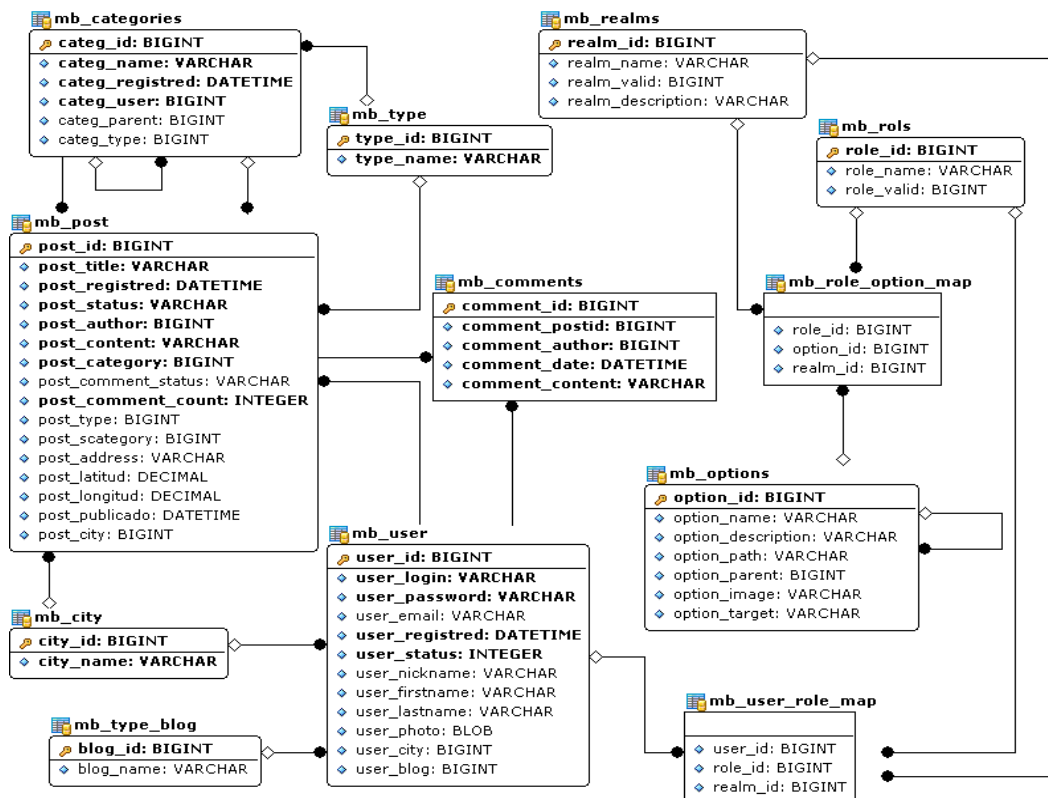 mb_categories
categ_id: BIGINT
categ_name: VARCHAR
categ_registred: DATETIME
categ_user: BIGINT
categ_parent: BIGINT
categ_type: BIGINT
mb_type
type_id: BIGINT
type_name: VARCHAR
mb_realms
realm_id: BIGINT
realm_name: VARCHAR
realm_valid: BIGINT
realm_description: VARCHAR
mb_rols
role_id: BIGINT
role_name: VARCHAR
role_valid: BIGINT
mb_post
post_id: BIGINT
post_title: VARCHAR
post_registred: DATETIME
post_status: VARCHAR
post_author: BIGINT
post_content: VARCHAR
post_category: BIGINT
post_comment_status: VARCHAR
post_comment_count: INTEGER
post_type: BIGINT
post_scategory: BIGINT
post_address: VARCHAR
post_latitud: DECIMAL
post_longitud: DECIMAL
post_publicado: DATETIME
post_city: BIGINT
mb_comments
comment_id: BIGINT
comment_postid: BIGINT
comment_author: BIGINT
comment_date: DATETIME
comment_content: VARCHAR
mb_role_option_map
role_id: BIGINT
option_id: BIGINT
realm_id: BIGINT
mb_options
option_id: BIGINT
option_name: VARCHAR
option_description: VARCHAR
option_path: VARCHAR
option_parent: BIGINT
option_image: VARCHAR
option_target: VARCHAR
mb_user
user_id: BIGINT
user_login: VARCHAR
user_password: VARCHAR
user_email: VARCHAR
user_registred: DATETIME
user_status: INTEGER
user_nickname: VARCHAR
user_firstname: VARCHAR
user_lastname: VARCHAR
user_photo: BLOB
user_city: BIGINT
user_blog: BIGINT
mb_city
city_id: BIGINT
city_name: VARCHAR
mb_type_blog
blog_id: BIGINT
blog_name: VARCHAR
mb_user_role_map
user_id: BIGINT
role_id: BIGINT
realm_id: BIGINT